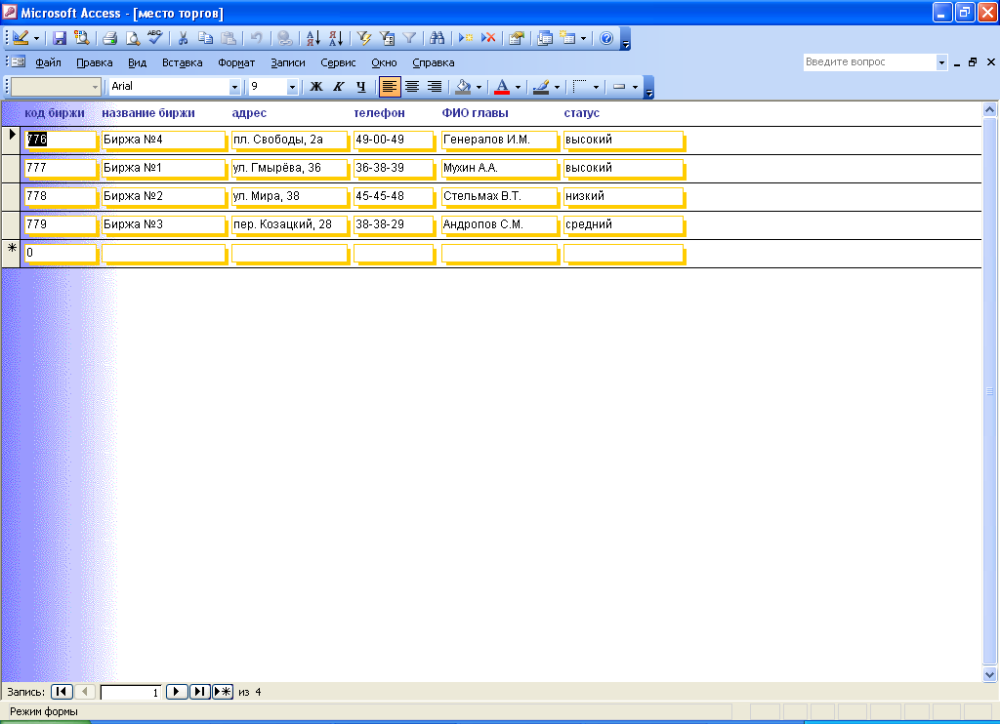 Microsoft Access - [место торгов]
Файл Правка Вид Вставка Формат Записи Сервис Окно Справка Введите вопрос
Arial 9 Ж К Ч
код биржи название биржи адрес телефон ФИО главы статус
776 Биржа №4 пл. Свободы, 2а 49-00-49 Генералов И.М. высокий
777 Биржа №1 ул. Гмырёва, 36 36-38-39 Мухин А.А. высокий
778 Биржа №2 ул. Мира, 38 45-45-48 Стельмах В.Т. низкий
779 Биржа №3 пер. Козацкий, 28 38-38-29 Андропов С.М. средний
0
Запись: 1 из 4
Режим формы